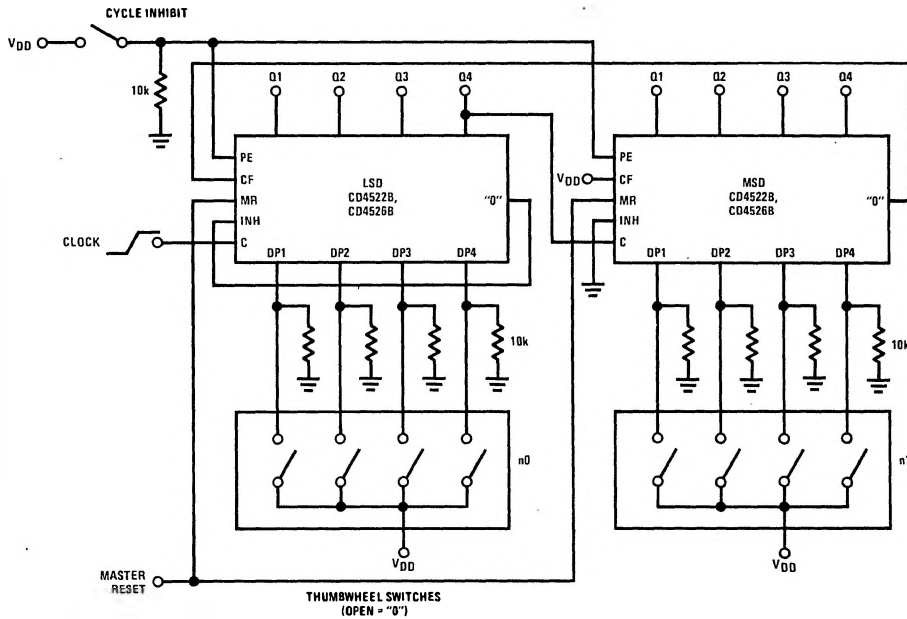 CYCLE INHIBIT
VDD
10k
Q1 Q2 Q3 Q4
Q1 Q2 Q3 Q4
PE
CF
MR
INH
C
LSD
CD4522B,
CD4526B
"0"
DP1 DP2 DP3 DP4
VDD
PE
CF
MR
INH
C
MSD
CD4522B,
CD4526B
"0"
DP1 DP2 DP3 DP4
CLOCK
10k
10k
n0
VDD
VDD
MASTER
RESET
THUMBWHEEL SWITCHES
(OPEN = "0")